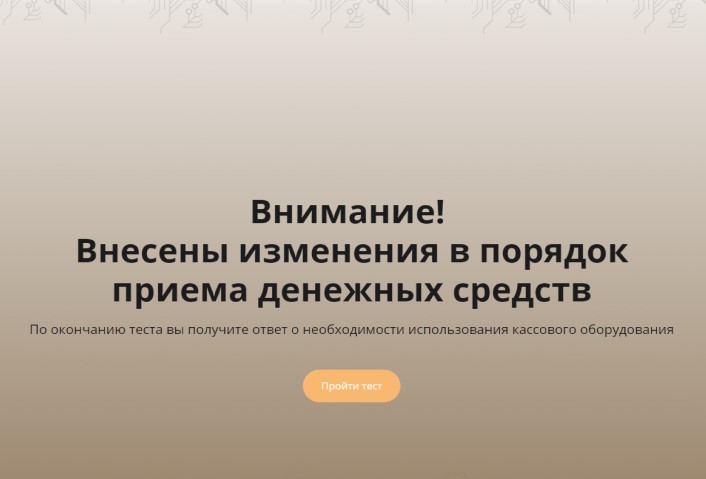 Внимание!
Внесены изменения в порядок
приема денежных средств
По окончанию теста вы получите ответ о необходимости использования кассового оборудования
Пройти тест